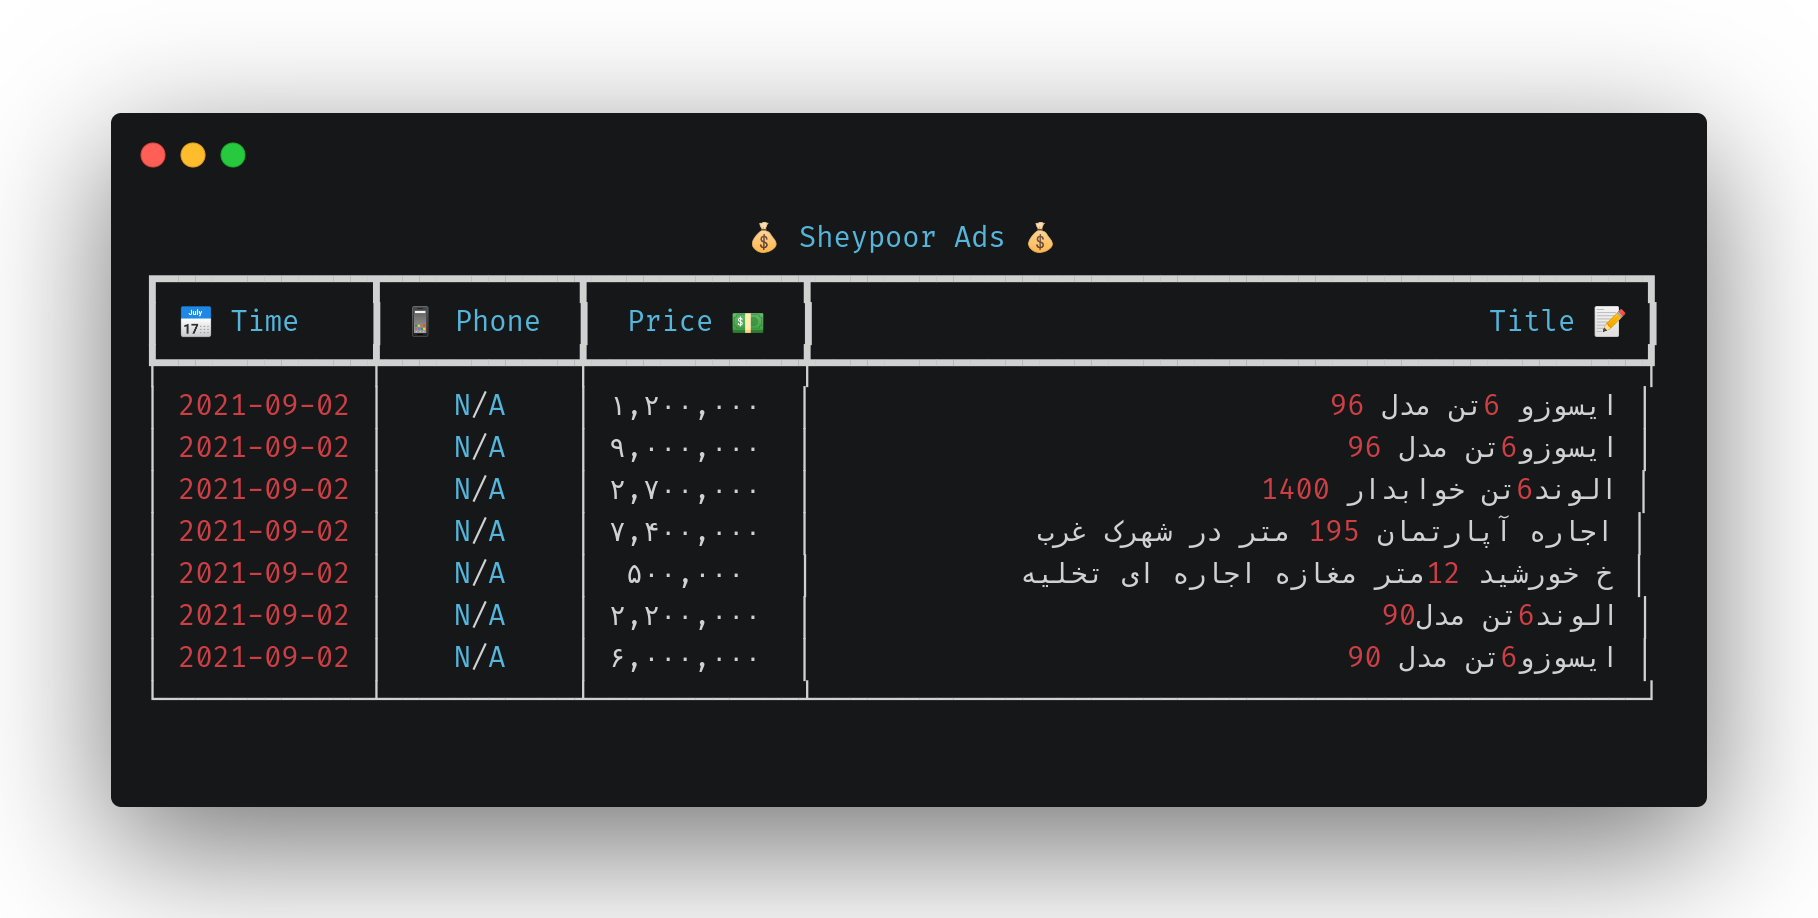 💰 Sheypoor Ads 💰
📅 Time 📱 Phone Price 💵 Title 📝
2021-09-02 N/A ۱,۲۰۰,۰۰۰ ایسوزو 6تن مدل 96
2021-09-02 N/A ۹,۰۰۰,۰۰۰ ایسوزو6تن مدل 96
2021-09-02 N/A ۲,۷۰۰,۰۰۰ الوند6تن خوابدار 1400
2021-09-02 N/A ۷,۴۰۰,۰۰۰ اجاره آپارتمان 195 متر در شهرک غرب
2021-09-02 N/A ۵۰۰,۰۰۰ خ خورشید 12متر مغازه اجاره ای تخلیه
2021-09-02 N/A ۲,۲۰۰,۰۰۰ الوند6تن مدل90
2021-09-02 N/A ۶,۰۰۰,۰۰۰ ایسوزو6تن مدل 90